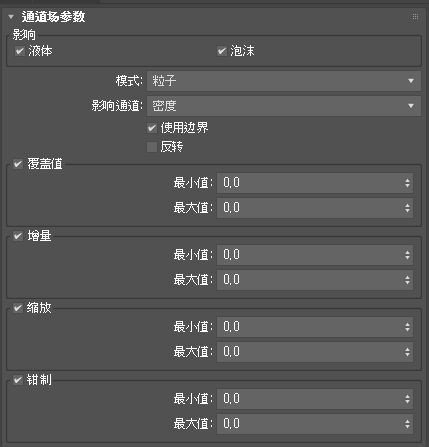 通道场参数
影响
液体 泡沫
模式: 粒子
影响通道: 密度
使用边界
反转
覆盖值
最小值: 0.0
最大值: 0.0
增量
最小值: 0.0
最大值: 0.0
缩放
最小值: 0.0
最大值: 0.0
钳制
最小值: 0.0
最大值: 0.0